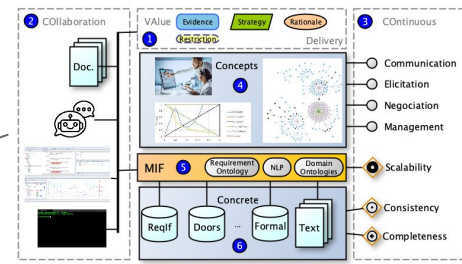 2 COllaboration
Doc.
VAlue
Evidence
Strategy
Rationale
1
Restriction
Delivery
3 COntinuous
Concepts
4
Communication
Elicitation
Negociation
Management
MIF
5
Requirement
Ontology
NLP
Domain
Ontologies
Scalability
Concrete
ReqIf
Doors
...
Formal
Text
6
Consistency
Completeness